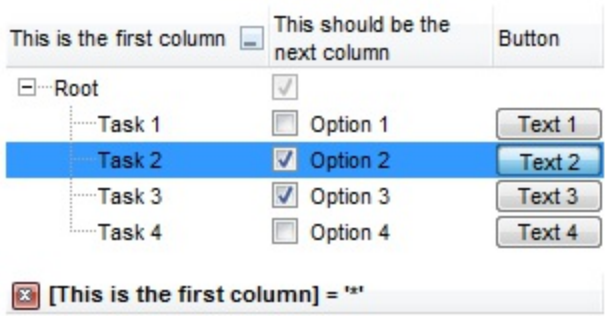 This is the first column
This should be the
next column
Button
Root
Task 1 Option 1 Text 1
Task 2 Option 2 Text 2
Task 3 Option 3 Text 3
Task 4 Option 4 Text 4
[This is the first column] = '*'